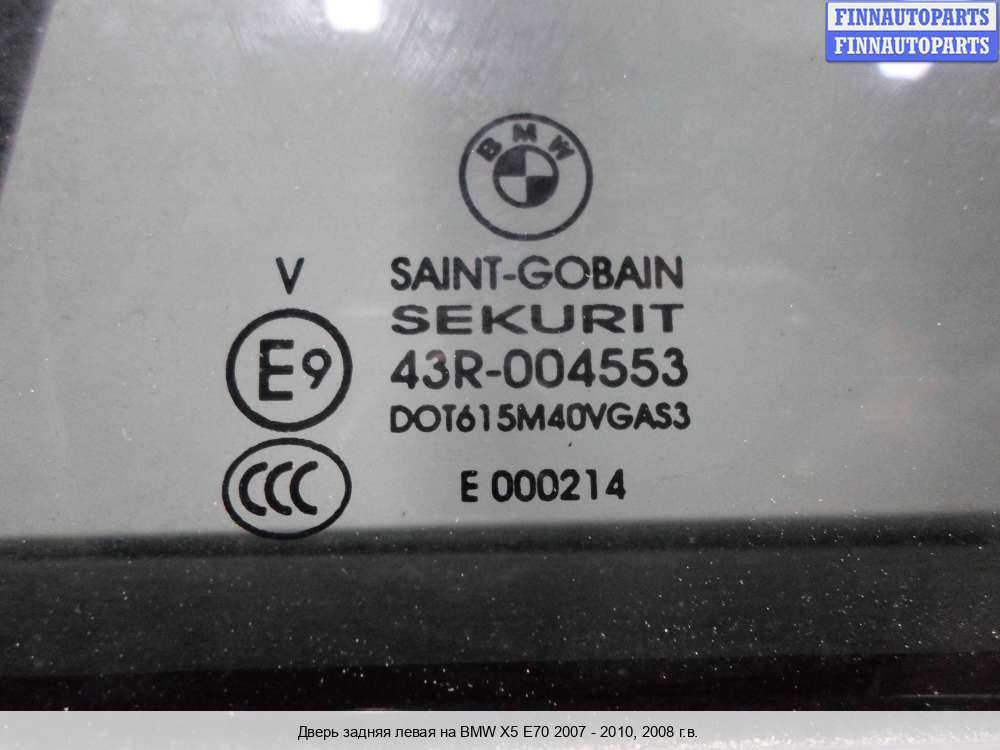 FINNAUTOPARTS
FINNAUTOPARTS
BMW
V
SAINT-GOBAIN
SEKURIT
E9
43R-004553
DOT615M40VGAS3
CCC
E 000214
Дверь задняя левая на BMW X5 E70 2007 - 2010, 2008 г.в.